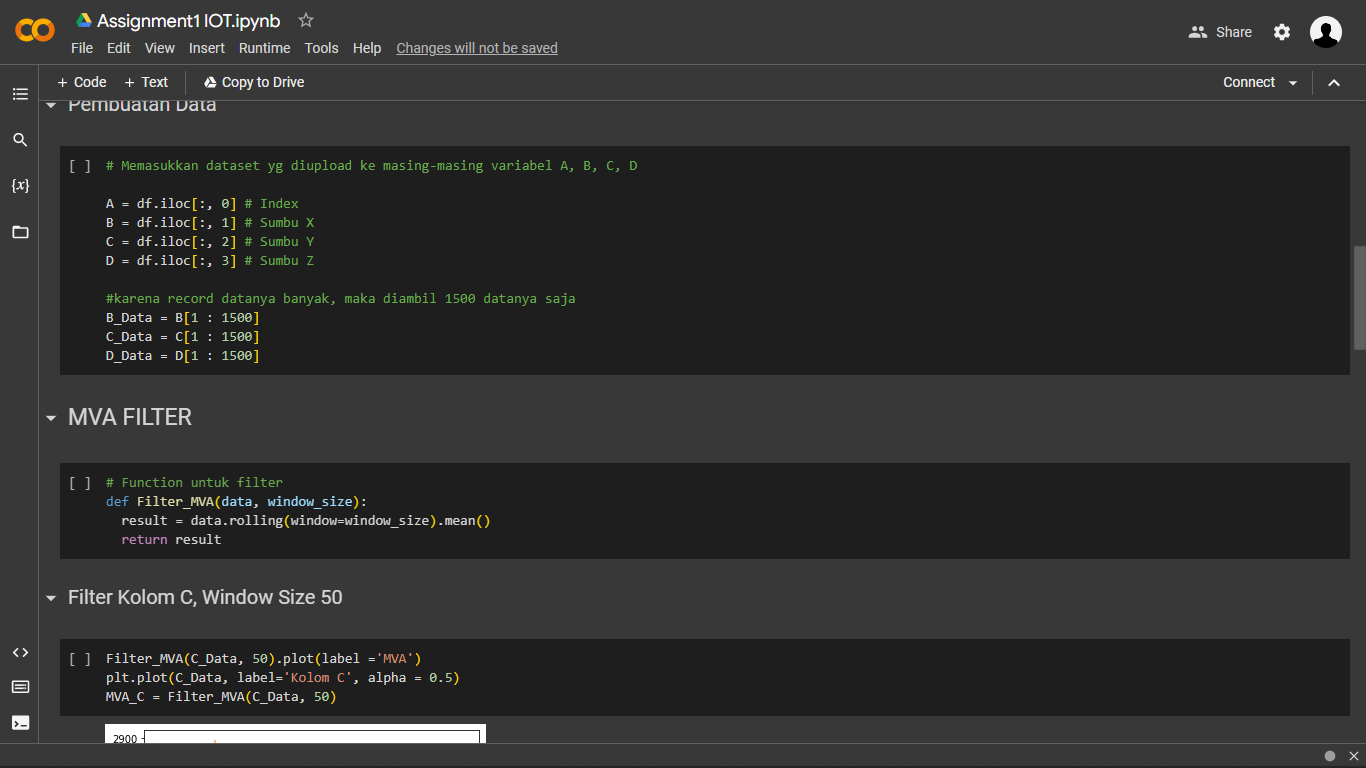 Assignment1 IOT.ipynb
File Edit View Insert Runtime Tools Help Changes will not be saved
Share
+ Code + Text Copy to Drive
Connect
Pembuatan Data
[ ] # Memasukkan dataset yg diupload ke masing-masing variabel A, B, C, D
A = df.iloc[:, 0] # Index
B = df.iloc[:, 1] # Sumbu X
C = df.iloc[:, 2] # Sumbu Y
D = df.iloc[:, 3] # Sumbu Z
#karena record datanya banyak, maka diambil 1500 datanya saja
B_Data = B[1 : 1500]
C_Data = C[1 : 1500]
D_Data = D[1 : 1500]
MVA FILTER
[ ] # Function untuk filter
def Filter_MVA(data, window_size):
result = data.rolling(window=window_size).mean()
return result
Filter Kolom C, Window Size 50
[ ] Filter_MVA(C_Data, 50).plot(label ='MVA')
plt.plot(C_Data, label='Kolom C', alpha = 0.5)
MVA_C = Filter_MVA(C_Data, 50)
2900